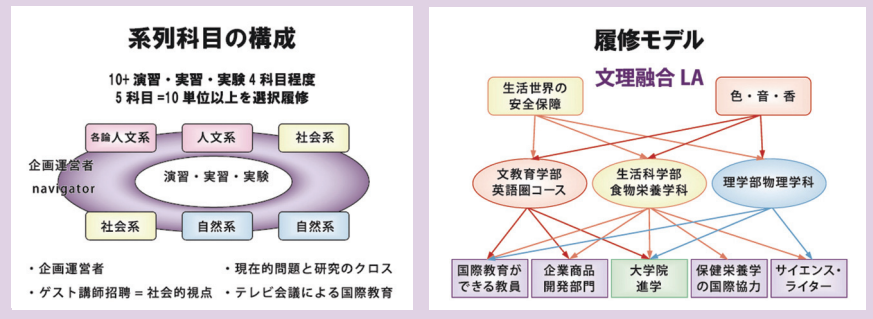 系列科目の構成
10+演習・実習・実験4科目程度
5科目=10単位以上を選択履修
各論人文系
人文系
社会系
企画運営者
navigator
演習・実習・実験
社会系
自然系
自然系
・企画運営者
・現在的問題と研究のクロス
・ゲスト講師招聘=社会的視点
・テレビ会議による国際教育
履修モデル
文理融合LA
生活世界の
安全保障
色・音・香
文教育学部
英語圏コース
生活科学部
食物栄養学科
理学部物理学科
国際教育が
できる教員
企業商品
開発部門
大学院
進学
保健栄養学
の国際協力
サイエンス・
ライター